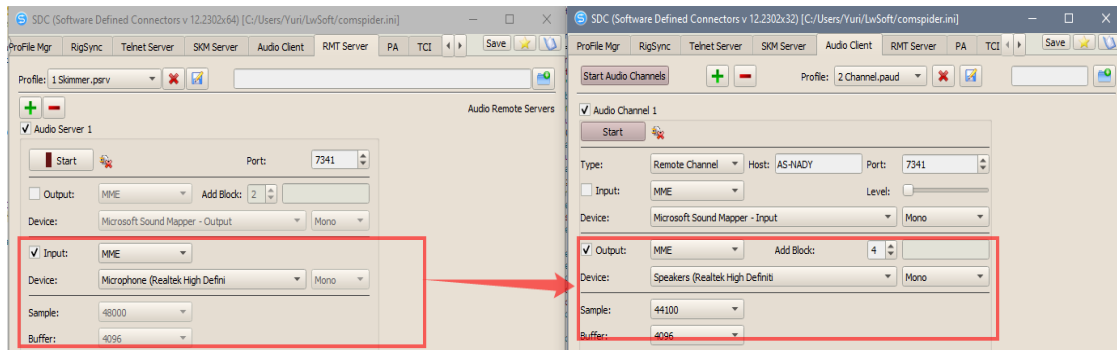 SDC (Software Defined Connectors v 12.2302x64) [C:/Users/Yuri/LwSoft/comspider.ini]
ProFile Mgr RigSync Telnet Server SKM Server Audio Client RMT Server PA TCI Save
Profile: 1 Skimmer.psrv
Audio Remote Servers
Audio Server 1
Start Port: 7341
Output: MME Add Block: 2
Device: Microsoft Sound Mapper - Output Mono
Input: MME
Device: Microphone (Realtek High Defini Mono
Sample: 48000
Buffer: 4096
SDC (Software Defined Connectors v 12.2302x32) [C:/Users/Yuri/LwSoft/comspider.ini]
ProFile Mgr RigSync Telnet Server SKM Server Audio Client RMT Server PA TCI Save
Start Audio Channels Profile: 2 Channel.paud
Audio Channel 1
Start
Type: Remote Channel Host: AS-NADY Port: 7341
Input: MME Level:
Device: Microsoft Sound Mapper - Input Mono
Output: MME Add Block: 4
Device: Speakers (Realtek High Definiti Mono
Sample: 44100
Buffer: 4096